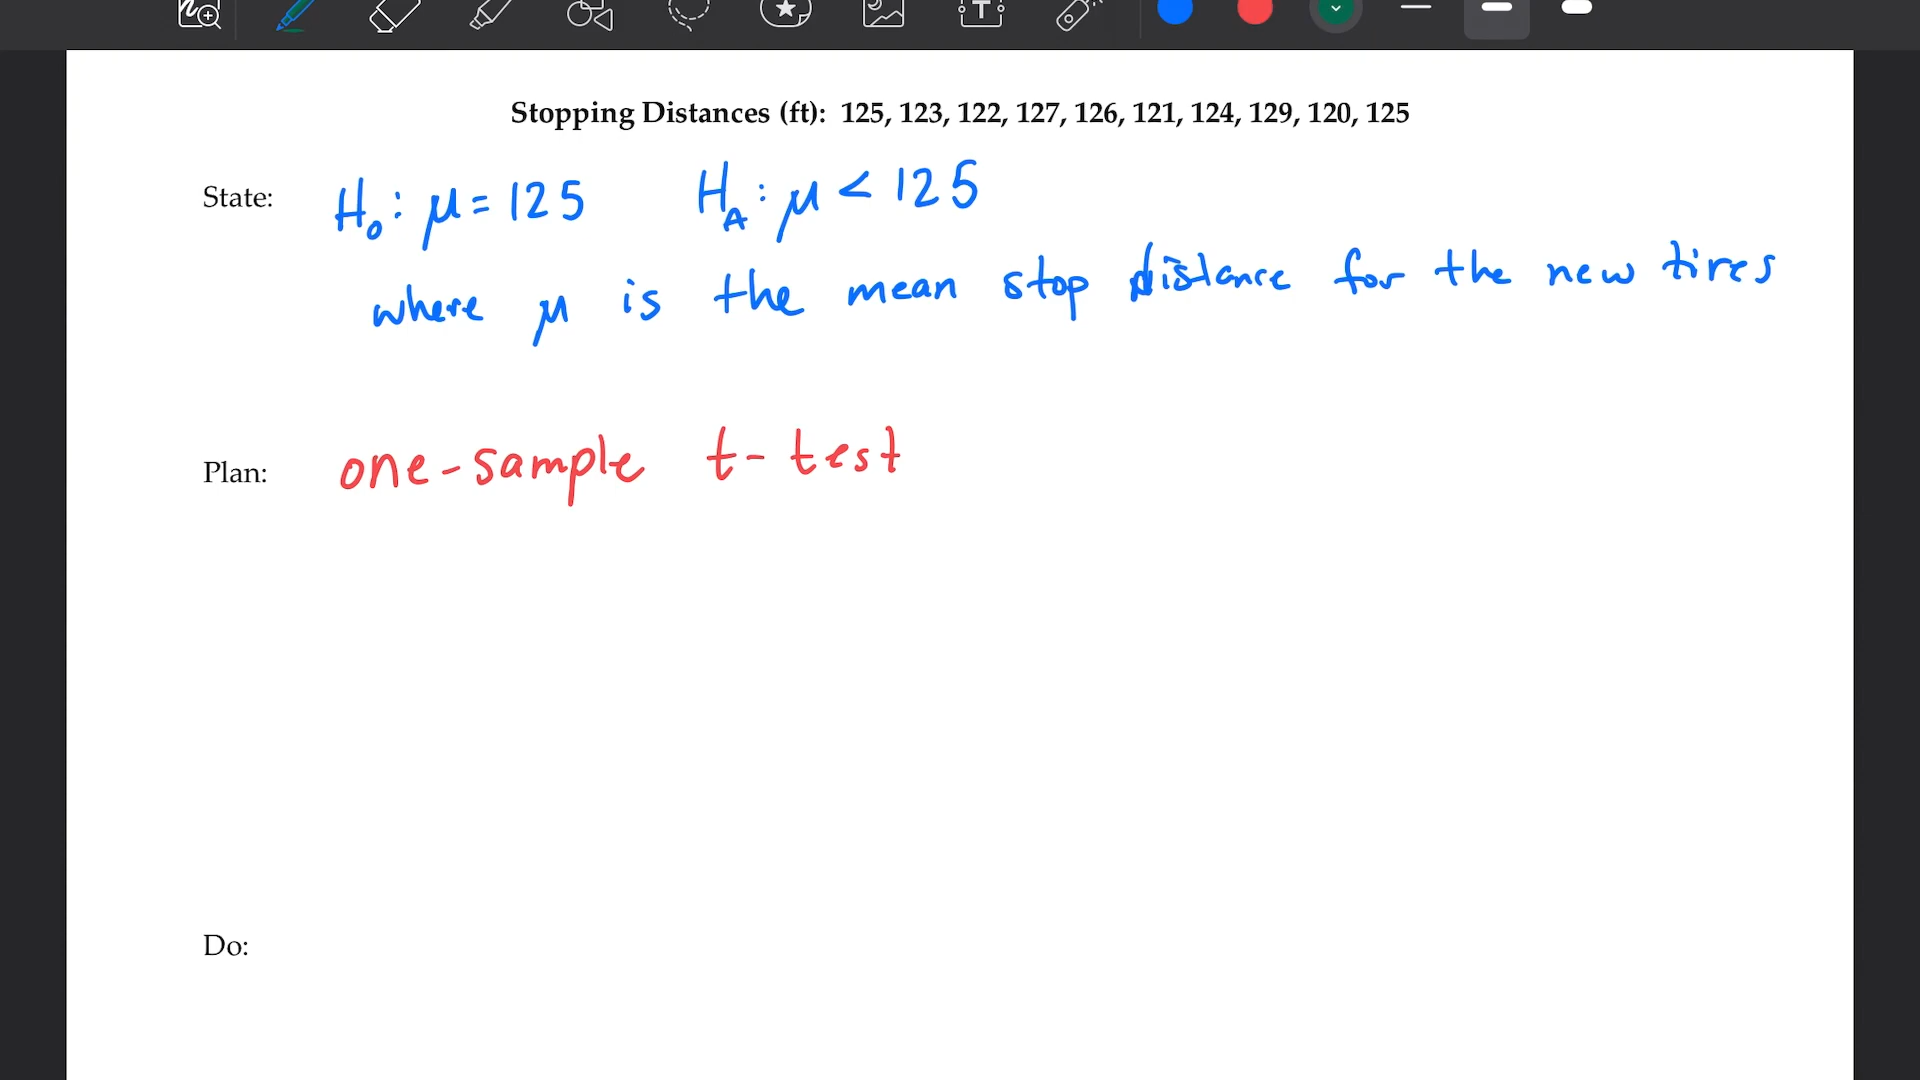 Stopping Distances (ft): 125, 123, 122, 127, 126, 121, 124, 129, 120, 125
State: H₀: μ = 125 H_A: μ < 125
where μ is the mean stop distance for the new tires
Plan: one-sample t-test
Do: